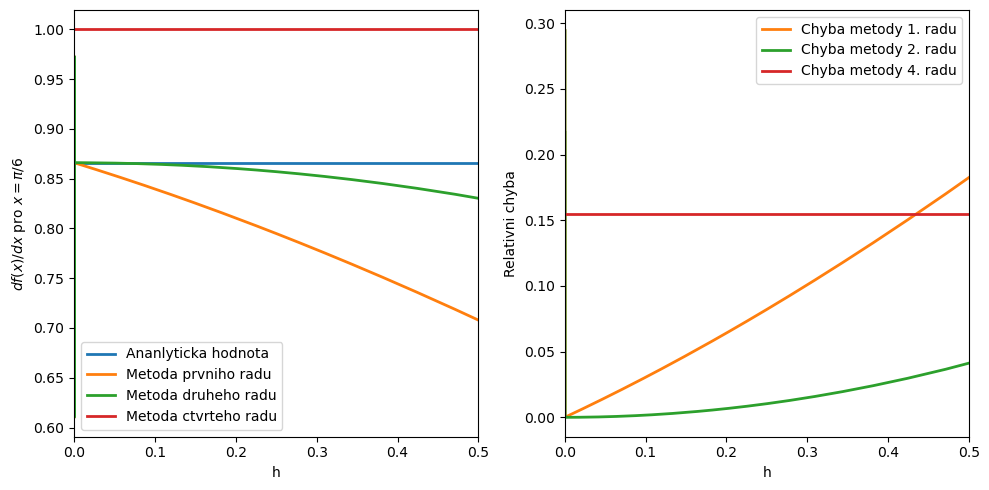 1.00
0.95
0.90
0.85
0.80
0.75
0.70
0.65
0.60
df(x)/dx pro x = π/6
0.0 0.1 0.2 0.3 0.4 0.5
h
Ananlyticka hodnota
Metoda prvniho radu
Metoda druheho radu
Metoda ctvrteho radu
0.30
0.25
0.20
0.15
0.10
0.05
0.00
Relativni chyba
0.0 0.1 0.2 0.3 0.4 0.5
h
Chyba metody 1. radu
Chyba metody 2. radu
Chyba metody 4. radu